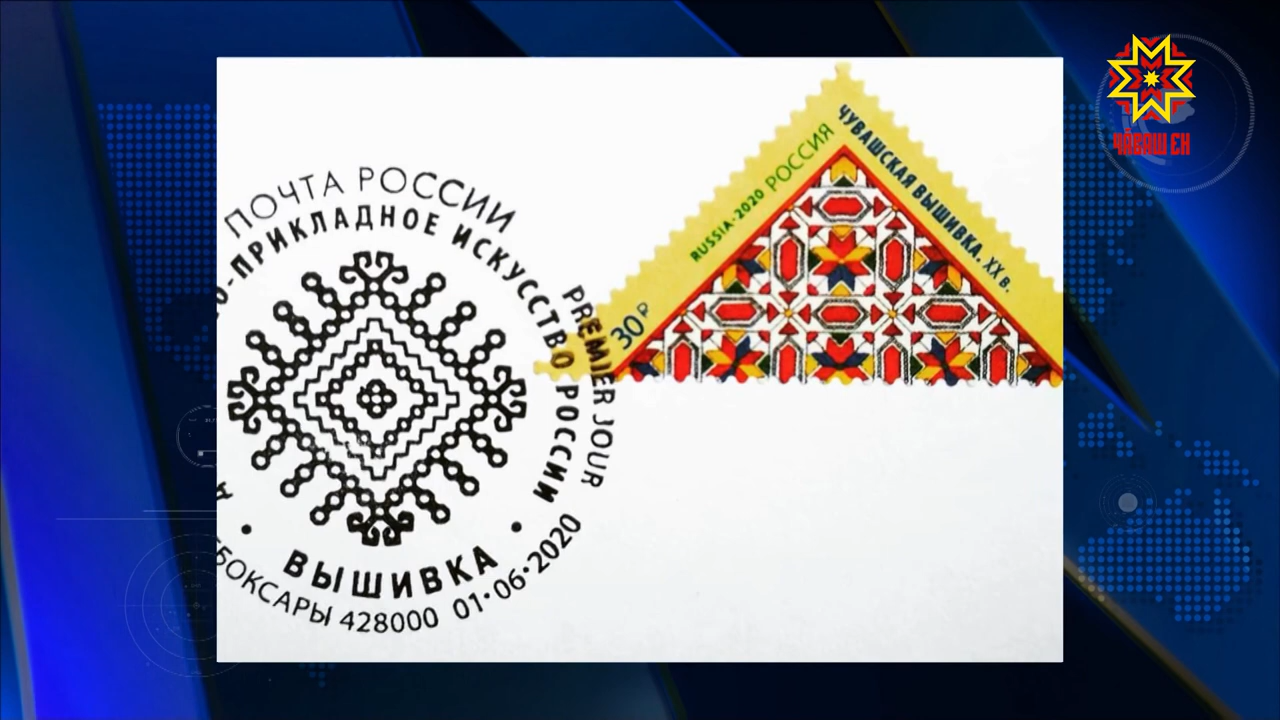 ЧӐВАШ ЕН
ЧУВАШСКАЯ ВЫШИВКА. XX в.
RUSSIA-2020 РОССИЯ
30 ₽
ПОЧТА РОССИИ
О-ПРИКЛАДНОЕ ИСКУССТВО РОССИИ
PREMIER JOUR
• ВЫШИВКА •
БОКСАРЫ 428000 01•06•2020